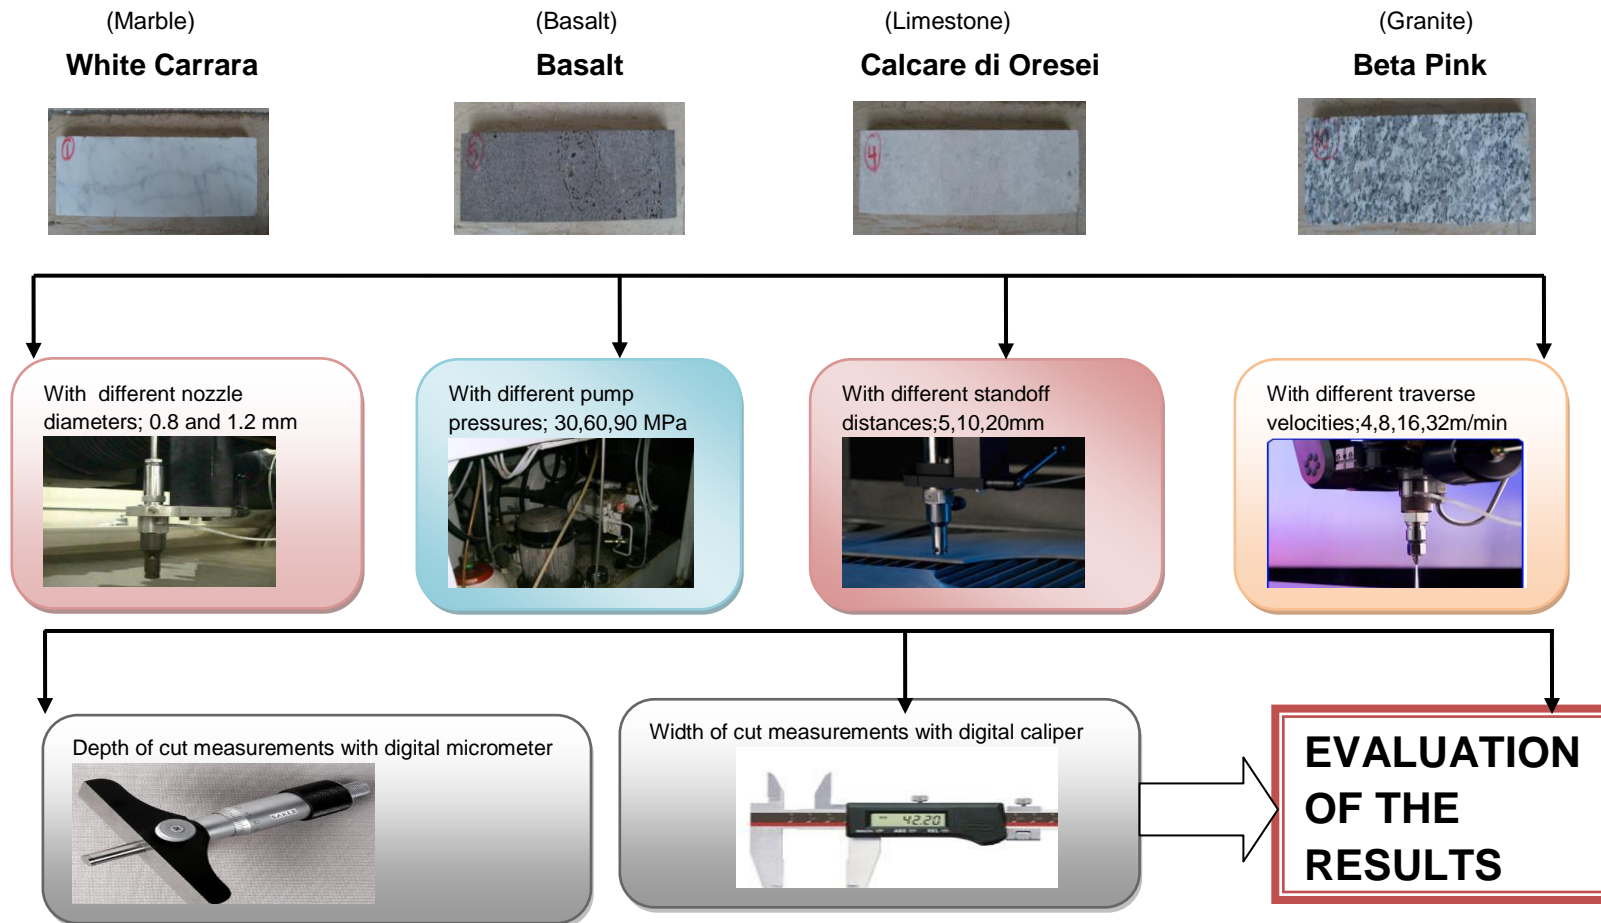 (Marble)
(Basalt)
(Limestone)
(Granite)
White Carrara
Basalt
Calcare di Oresei
Beta Pink
1
5
4
With different nozzle
diameters; 0.8 and 1.2 mm
With different pump
pressures; 30,60,90 MPa
With different standoff
distances;5,10,20mm
With different traverse
velocities;4,8,16,32m/min
Depth of cut measurements with digital micrometer
Width of cut measurements with digital caliper
42.20
EVALUATION
OF THE
RESULTS